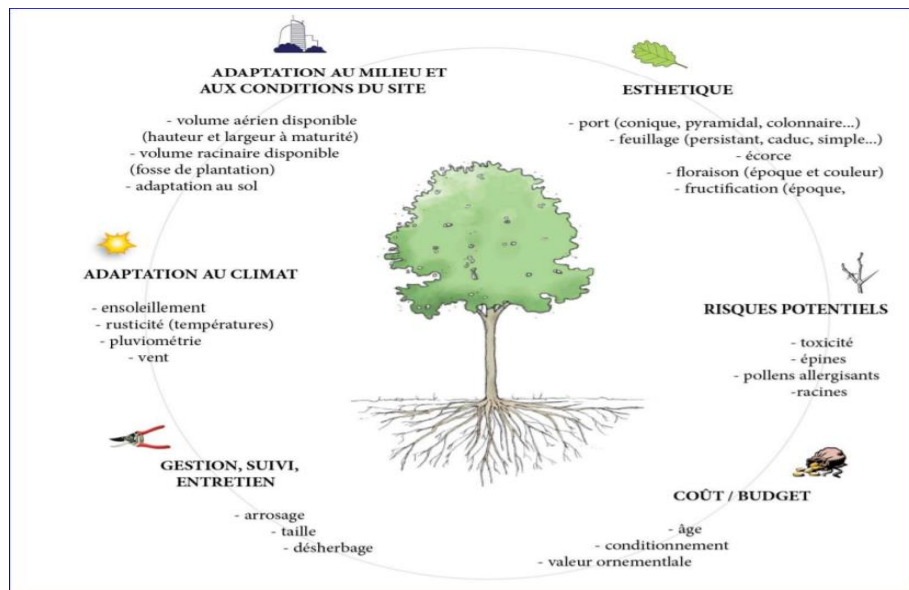 ADAPTATION AU MILIEU ET
AUX CONDITIONS DU SITE
- volume aérien disponible
(hauteur et largeur à maturité)
- volume racinaire disponible
(fosse de plantation)
- adaptation au sol
ESTHETIQUE
- port (conique, pyramidal, colonnaire...)
- feuillage (persistant, caduc, simple...)
- écorce
- floraison (époque et couleur)
- fructification (époque,
ADAPTATION AU CLIMAT
- ensoleillement
- rusticité (températures)
- pluviométrie
- vent
RISQUES POTENTIELS
- toxicité
- épines
- pollens allergisants
-racines
GESTION, SUIVI,
ENTRETIEN
- arrosage
- taille
- désherbage
COÛT / BUDGET
- âge
- conditionnement
- valeur ornementlale